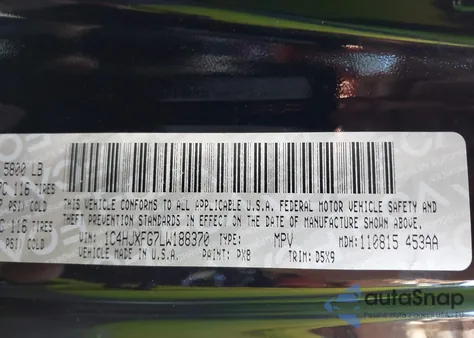 5800 LB
116 TIRES
PSI COLD
116 TIRES
PSI COLD
THIS VEHICLE CONFORMS TO ALL APPLICABLE U.S.A. FEDERAL MOTOR VEHICLE SAFETY AND
THEFT PREVENTION STANDARDS IN EFFECT ON THE DATE OF MANUFACTURE SHOWN ABOVE.
VIN: 1C4HJXFG7LW188370 TYPE: MPV MDH: 110815 453AA
VEHICLE MADE IN U.S.A. PAINT: PX8 TRIM: D5X9
autoSnap